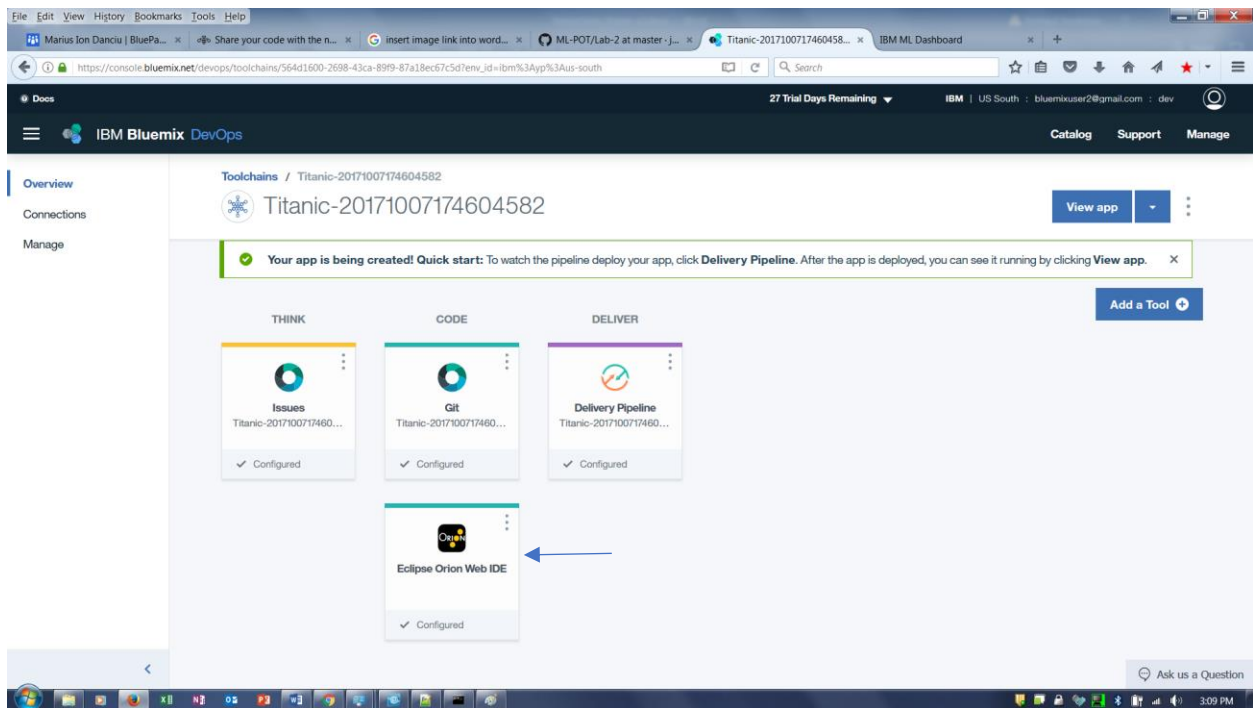 File Edit View History Bookmarks Tools Help
Marius Ion Danciu | BluePa... × Share your code with the n... × insert image link into word... × ML-POT/Lab-2 at master · j... × Titanic-2017100717460458... × IBM ML Dashboard × +
https://console.bluemix.net/devops/toolchains/564d1600-2698-43ca-89f9-87a18ec67c5d?env_id=ibm%3Ayp%3Aus-south Search
Docs 27 Trial Days Remaining IBM | US South : bluemixuser2@gmail.com : dev
IBM Bluemix DevOps Catalog Support Manage
Overview
Connections
Manage
Toolchains / Titanic-20171007174604582
Titanic-20171007174604582
View app
Your app is being created! Quick start: To watch the pipeline deploy your app, click Delivery Pipeline. After the app is deployed, you can see it running by clicking View app. ×
Add a Tool
THINK CODE DELIVER
Issues
Titanic-2017100717460...
Configured
Git
Titanic-2017100717460...
Configured
Delivery Pipeline
Titanic-2017100717460...
Configured
ORION
Eclipse Orion Web IDE
Configured
Ask us a Question
3:09 PM